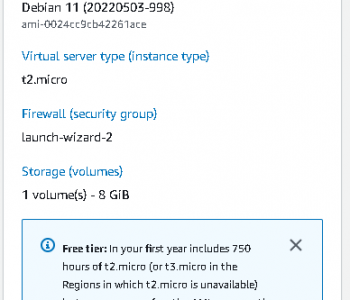 Debian 11 (20220503-998)
ami-0024cc9cb42261ace
Virtual server type (instance type)
t2.micro
Firewall (security group)
launch-wizard-2
Storage (volumes)
1 volume(s) - 8 GiB
Free tier: In your first year includes 750
hours of t2.micro (or t3.micro in the
Regions in which t2.micro is unavailable)